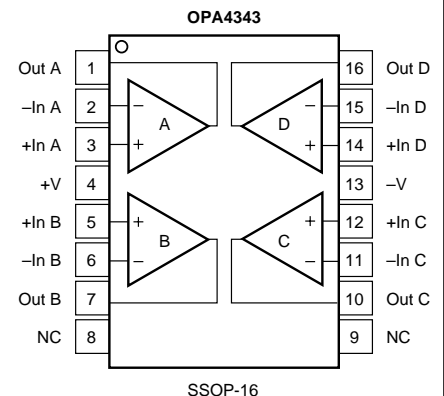 OPA4343
Out A 1 16 Out D
–In A 2 – – 15 –In D
A D
+In A 3 + + 14 +In D
+V 4 13 –V
+In B 5 + + 12 +In C
B C
–In B 6 – – 11 –In C
Out B 7 10 Out C
NC 8 9 NC
SSOP-16